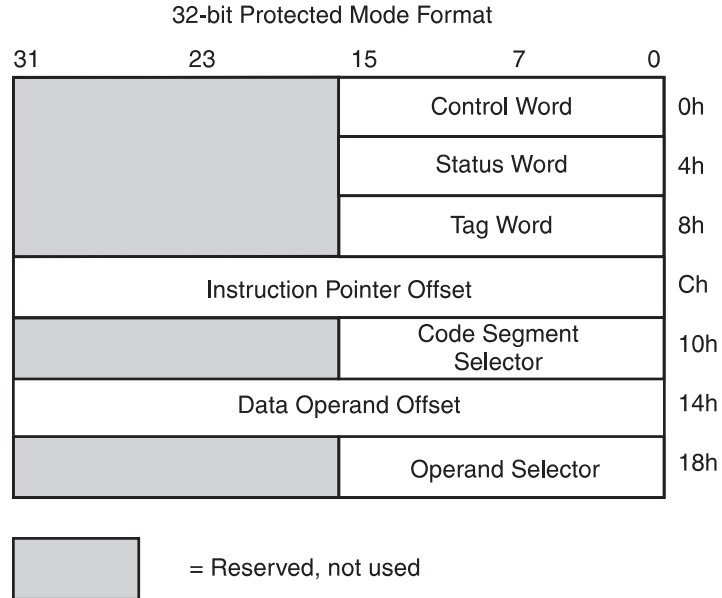 32-bit Protected Mode Format
31 23 15 7 0
Control Word 0h
Status Word 4h
Tag Word 8h
Instruction Pointer Offset Ch
Code Segment
Selector 10h
Data Operand Offset 14h
Operand Selector 18h
= Reserved, not used